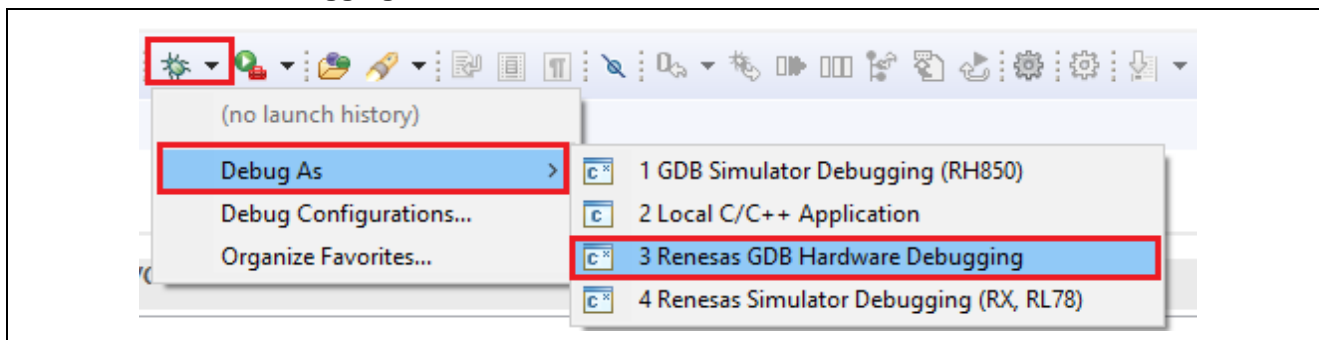 (no launch history)
Debug As
Debug Configurations...
Organize Favorites...
1 GDB Simulator Debugging (RH850)
2 Local C/C++ Application
3 Renesas GDB Hardware Debugging
4 Renesas Simulator Debugging (RX, RL78)